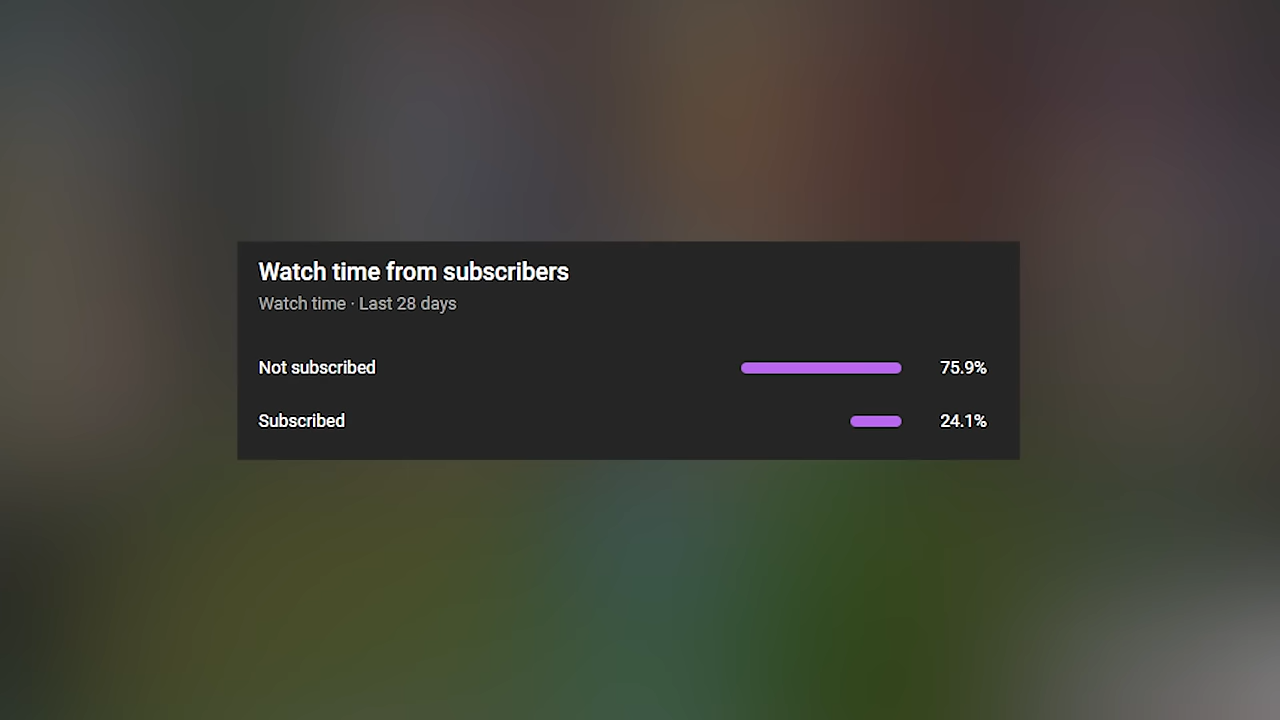 Watch time from subscribers
Watch time · Last 28 days
Not subscribed 75.9%
Subscribed 24.1%